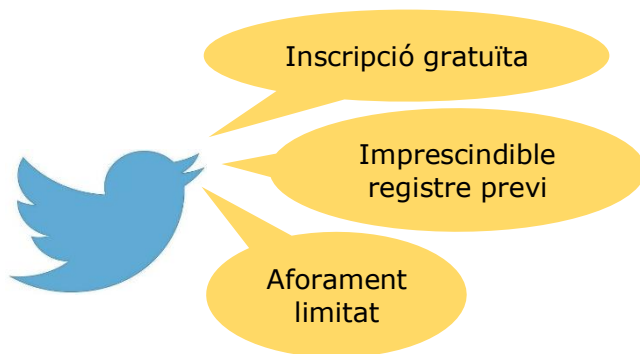 Inscripció gratuïta
Imprescindible
registre previ
Aforament
limitat